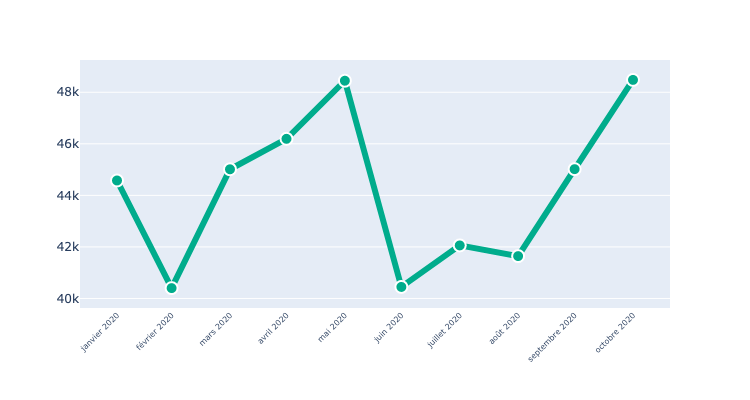 48k
46k
44k
42k
40k
janvier 2020
février 2020
mars 2020
avril 2020
mai 2020
juin 2020
juillet 2020
août 2020
septembre 2020
octobre 2020